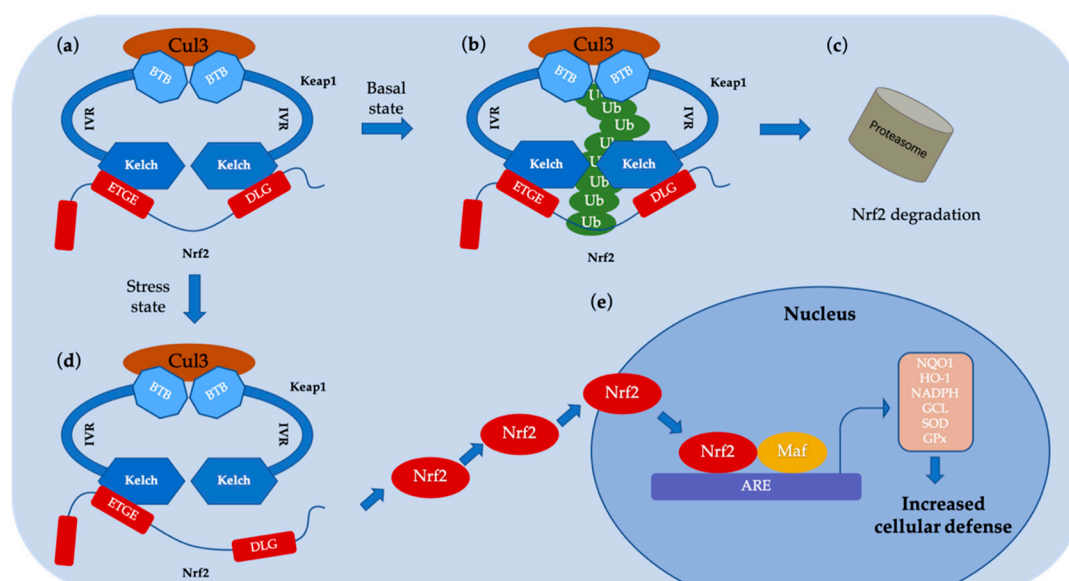 (a)
Cul3
BTB BTB
Keap1
IVR IVR
Kelch Kelch
ETGE DLG
Nrf2
Basal
state
(b)
Cul3
BTB BTB
Keap1
Ub
Ub
Ub
IVR IVR
Ub
Ub
Kelch Kelch
Ub
ETGE DLG
Ub
Ub
Nrf2
(c)
Proteasome
Nrf2 degradation
Stress
state
(d)
Cul3
BTB BTB
Keap1
IVR IVR
Kelch Kelch
ETGE
DLG
Nrf2
Nrf2
Nrf2
(e)
Nucleus
Nrf2
Nrf2 Maf
ARE
NQO1
HO-1
NADPH
GCL
SOD
GPx
Increased
cellular defense